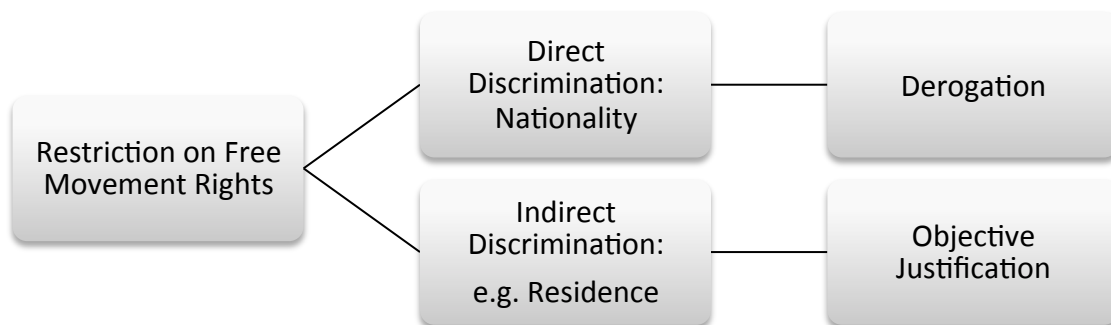 Restriction on Free
Movement Rights
Direct
Discrimination:
Nationality
Derogation
Indirect
Discrimination:
e.g. Residence
Objective
Justification